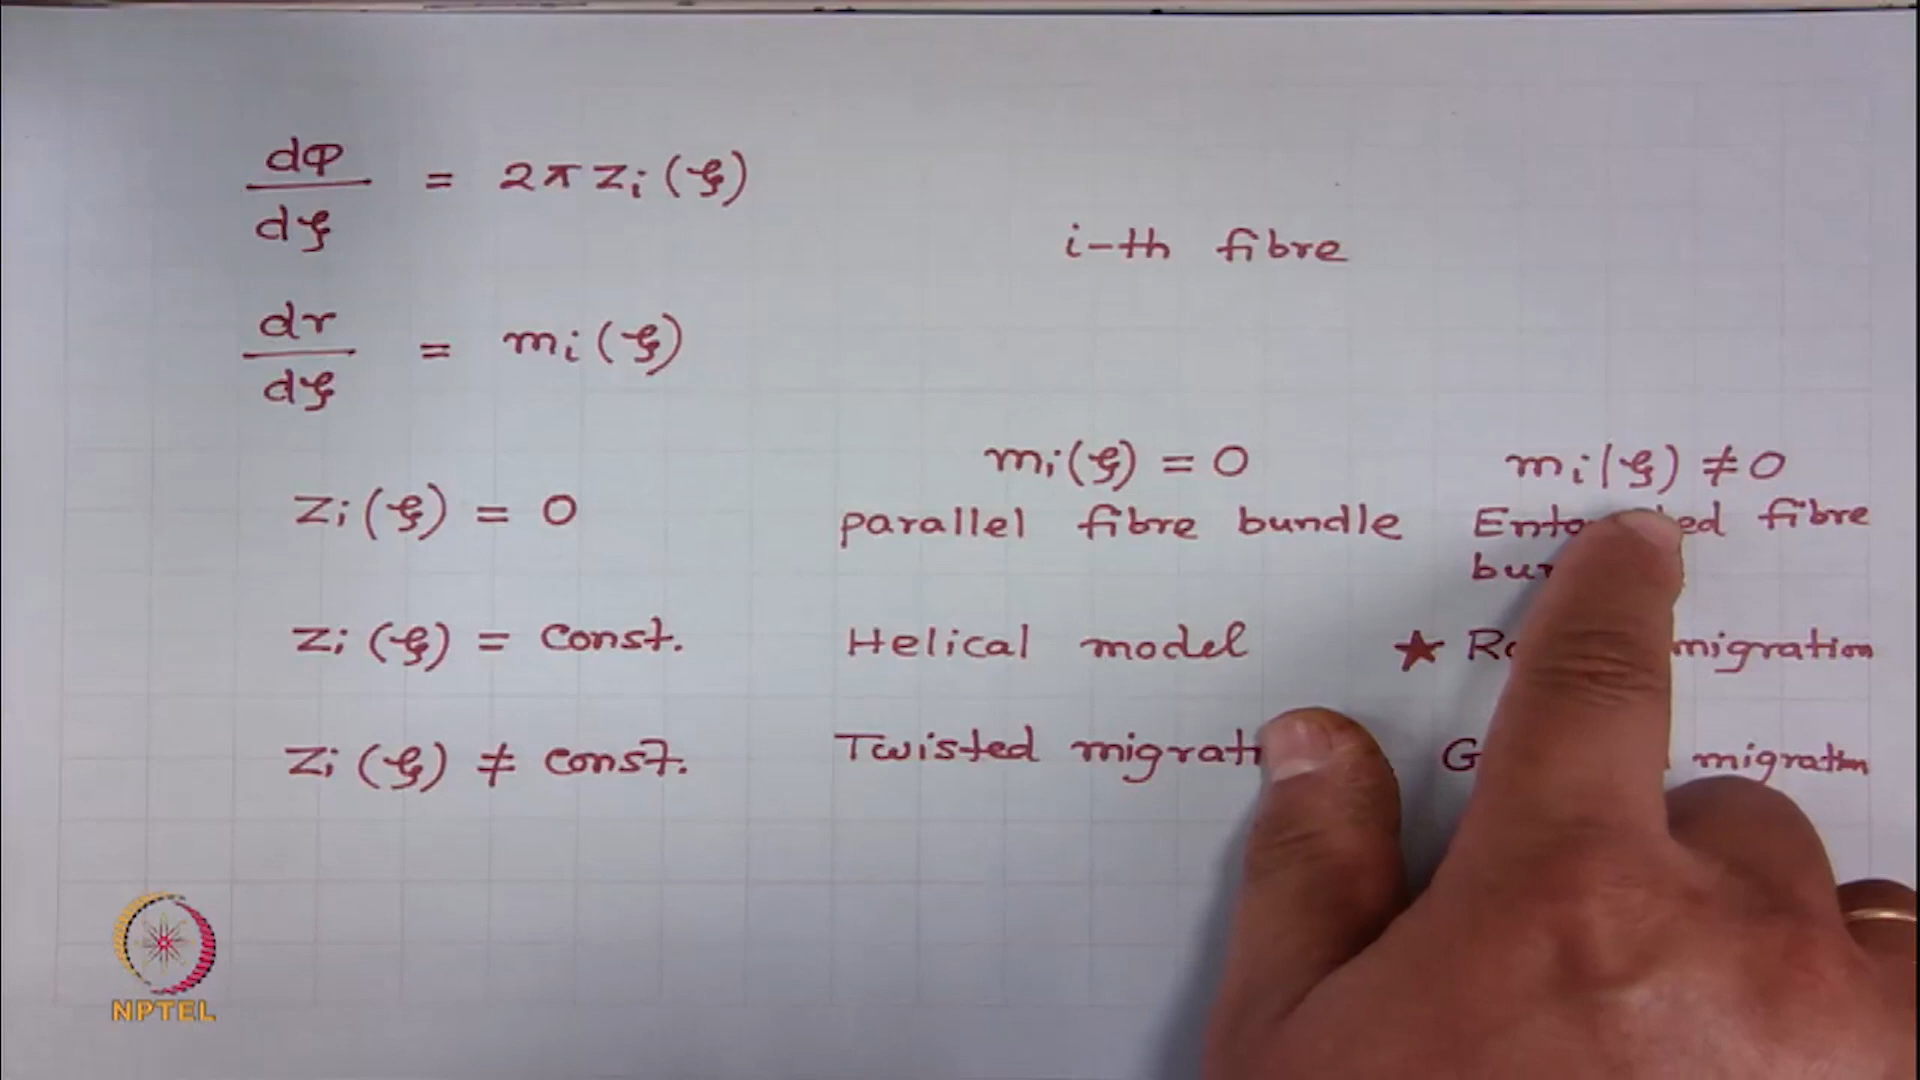 dφ/dξ = 2π Zi (ξ)
i-th fibre
dr/dξ = mi (ξ)
mi(ξ) = 0 mi(ξ) ≠ 0
Zi (ξ) = 0 parallel fibre bundle fibre
Zi (ξ) = Const. Helical model ★ migration
Zi (ξ) ≠ const. Twisted migration
NPTEL